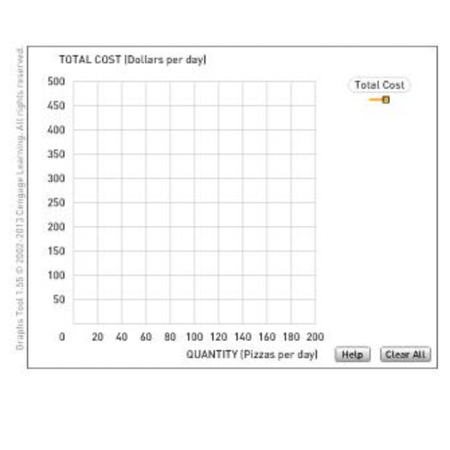 TOTAL COST (Dollars per day)
500
450
400
350
300
250
200
150
100
50
0 20 40 60 80 100 120 140 160 180 200
QUANTITY (Pizzas per day)
Total Cost
Help
Clear All
Graphs Tool 1.55 © 2002-2013 Cengage Learning. All rights reserved.